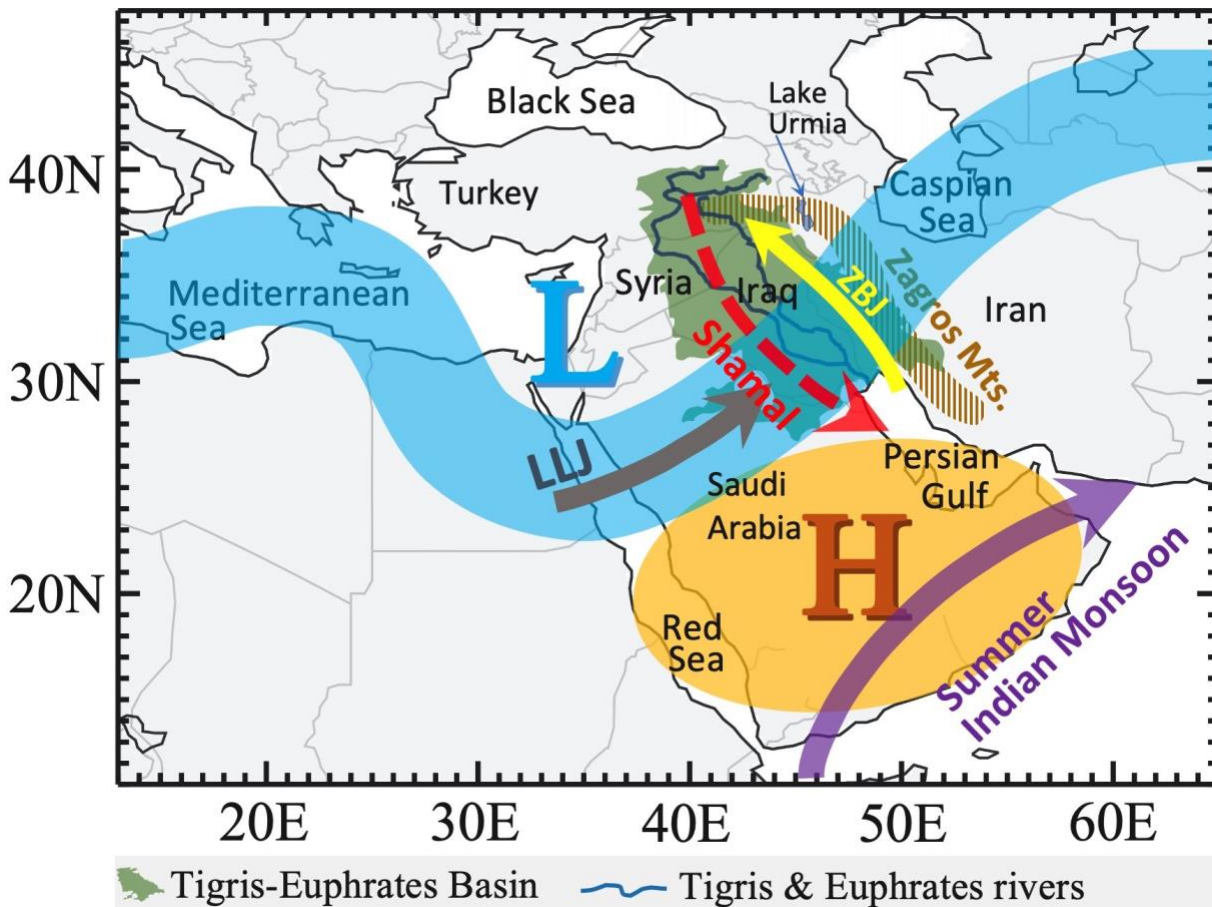 Black Sea
Lake
Urmia
40N
Turkey
Caspian
Sea
Mediterranean
Sea
L
Syria
Iraq
ZBJ
Zagros Mts.
Iran
30N
Shamal
LLJ
Persian
Gulf
Saudi
Arabia
H
20N
Red
Sea
Summer
Indian Monsoon
20E
30E
40E
50E
60E
Tigris-Euphrates Basin
Tigris & Euphrates rivers